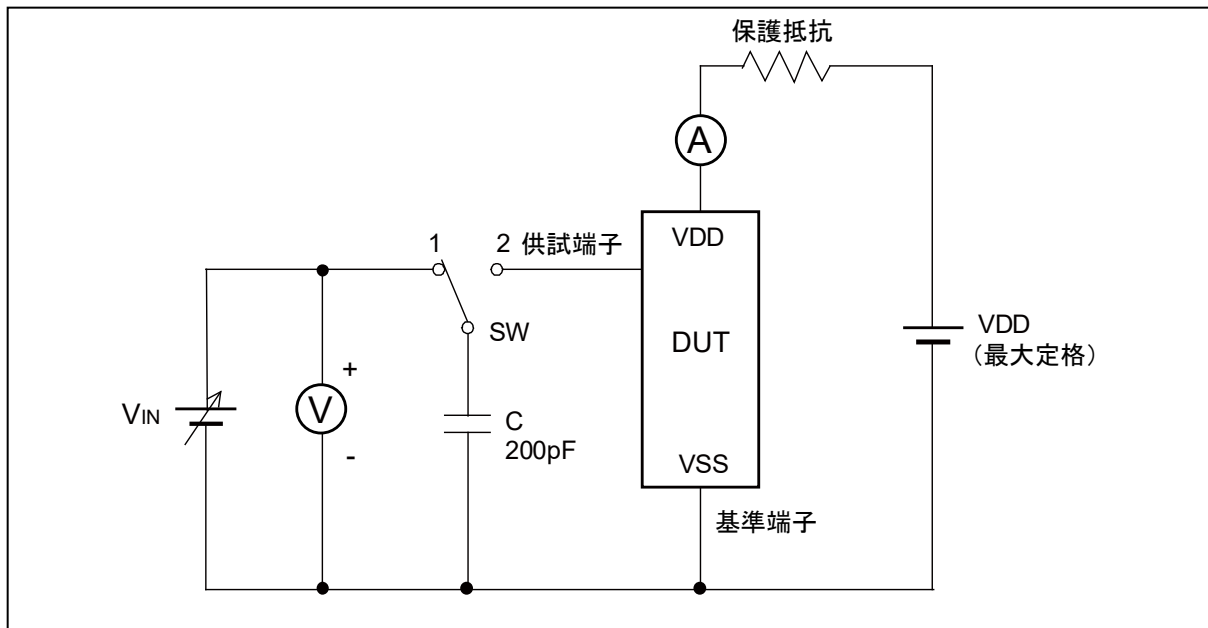 保護抵抗
A
VDD
1
2 供試端子
SW
DUT
VDD
(最大定格)
VIN
+
V
-
C
200pF
VSS
基準端子